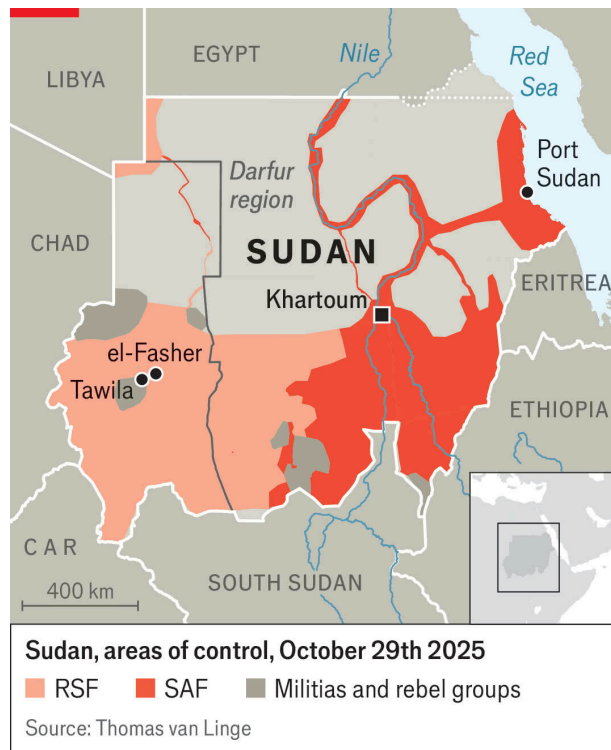 EGYPT
Nile
Red
Sea
LIBYA
Port
Sudan
Darfur
region
CHAD
SUDAN
ERITREA
Khartoum
el-Fasher
Tawila
ETHIOPIA
CAR
SOUTH SUDAN
400 km
Sudan, areas of control, October 29th 2025
RSF SAF Militias and rebel groups
Source: Thomas van Linge